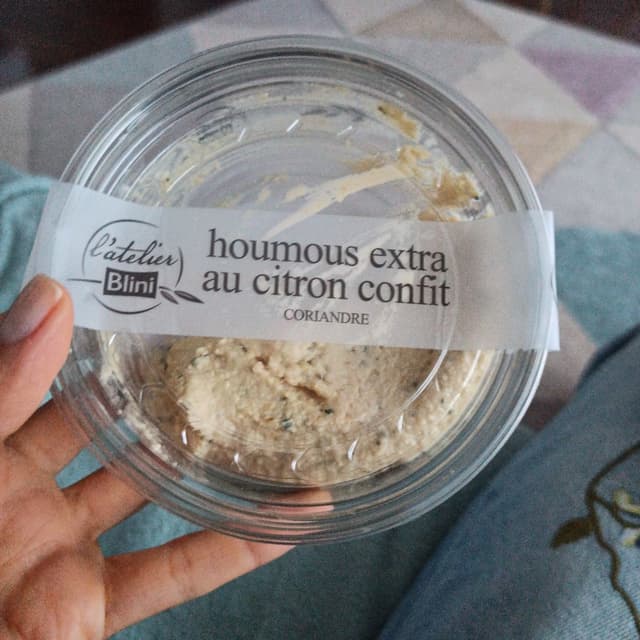 l'atelier
Blini
houmous extra
au citron confit
CORIANDRE